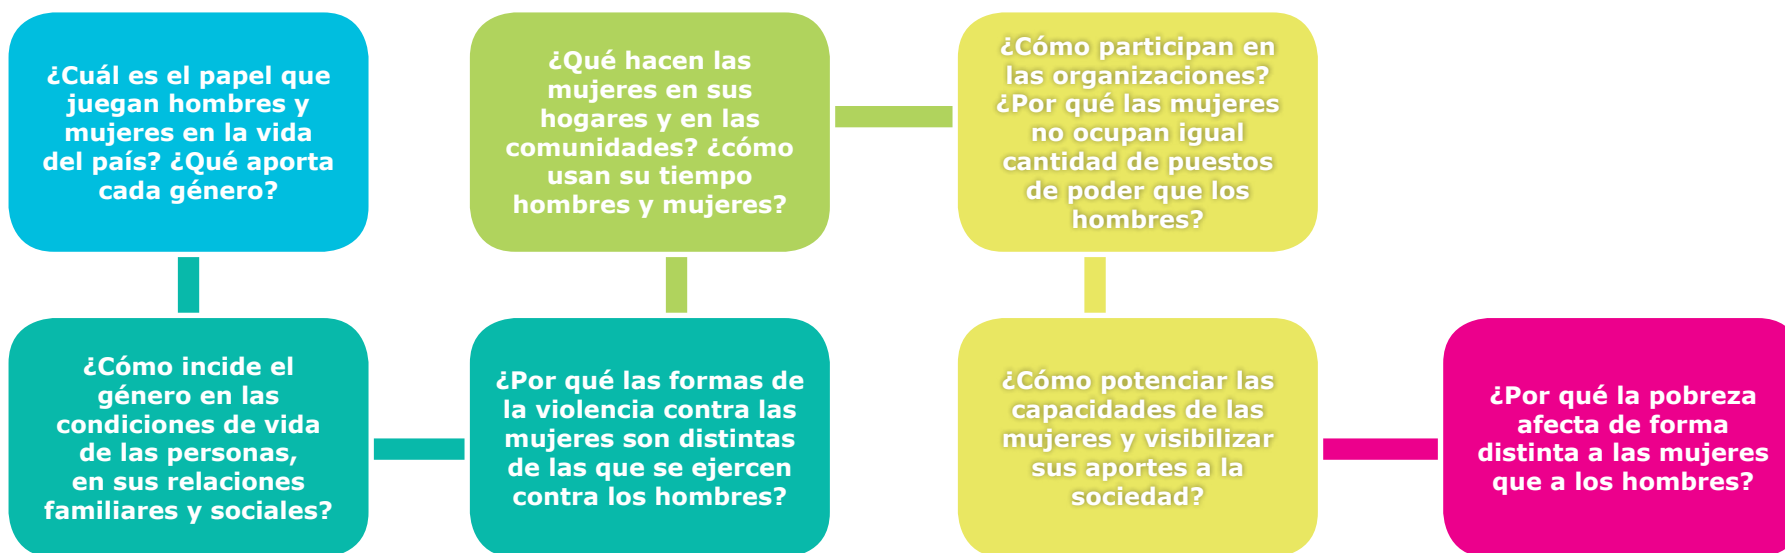 ¿Cuál es el papel que
juegan hombres y
mujeres en la vida
del país? ¿Qué aporta
cada género?
¿Cómo incide el
género en las
condiciones de vida
de las personas,
en sus relaciones
familiares y sociales?
¿Por qué las formas de
la violencia contra las
mujeres son distintas
de las que se ejercen
contra los hombres?
¿Qué hacen las
mujeres en sus
hogares y en las
comunidades? ¿cómo
usan su tiempo
hombres y mujeres?
¿Cómo participan en
las organizaciones?
¿Por qué las mujeres
no ocupan igual
cantidad de puestos
de poder que los
hombres?
¿Cómo potenciar las
capacidades de las
mujeres y visibilizar
sus aportes a la
sociedad?
¿Por qué la pobreza
afecta de forma
distinta a las mujeres
que a los hombres?